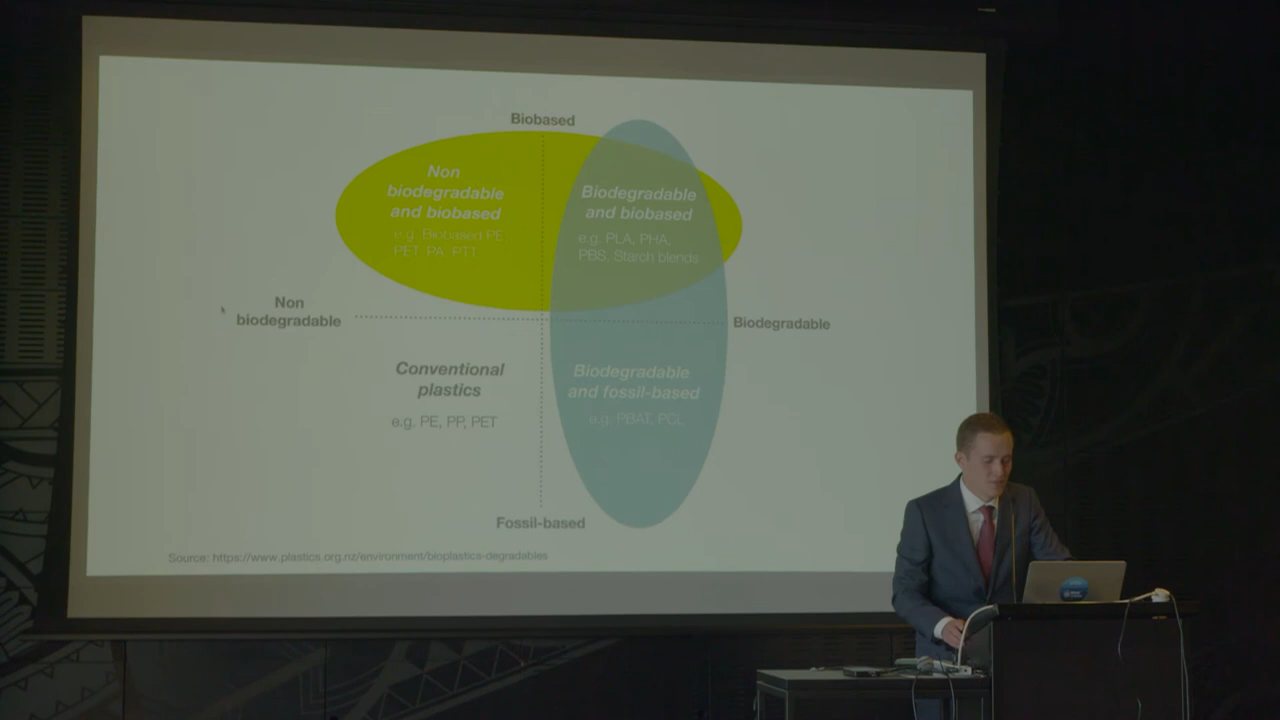 Biobased
Non
biodegradable
and biobased
e.g. Biobased PE
PET, PA, PTT
Biodegradable
and biobased
e.g. PLA, PHA,
PBS, Starch blends
Non
biodegradable
Biodegradable
Conventional
plastics
e.g. PE, PP, PET
Biodegradable
and fossil-based
e.g. PBAT, PCL
Fossil-based
Source: https://www.plastics.org.nz/environment/bioplastics-degradables